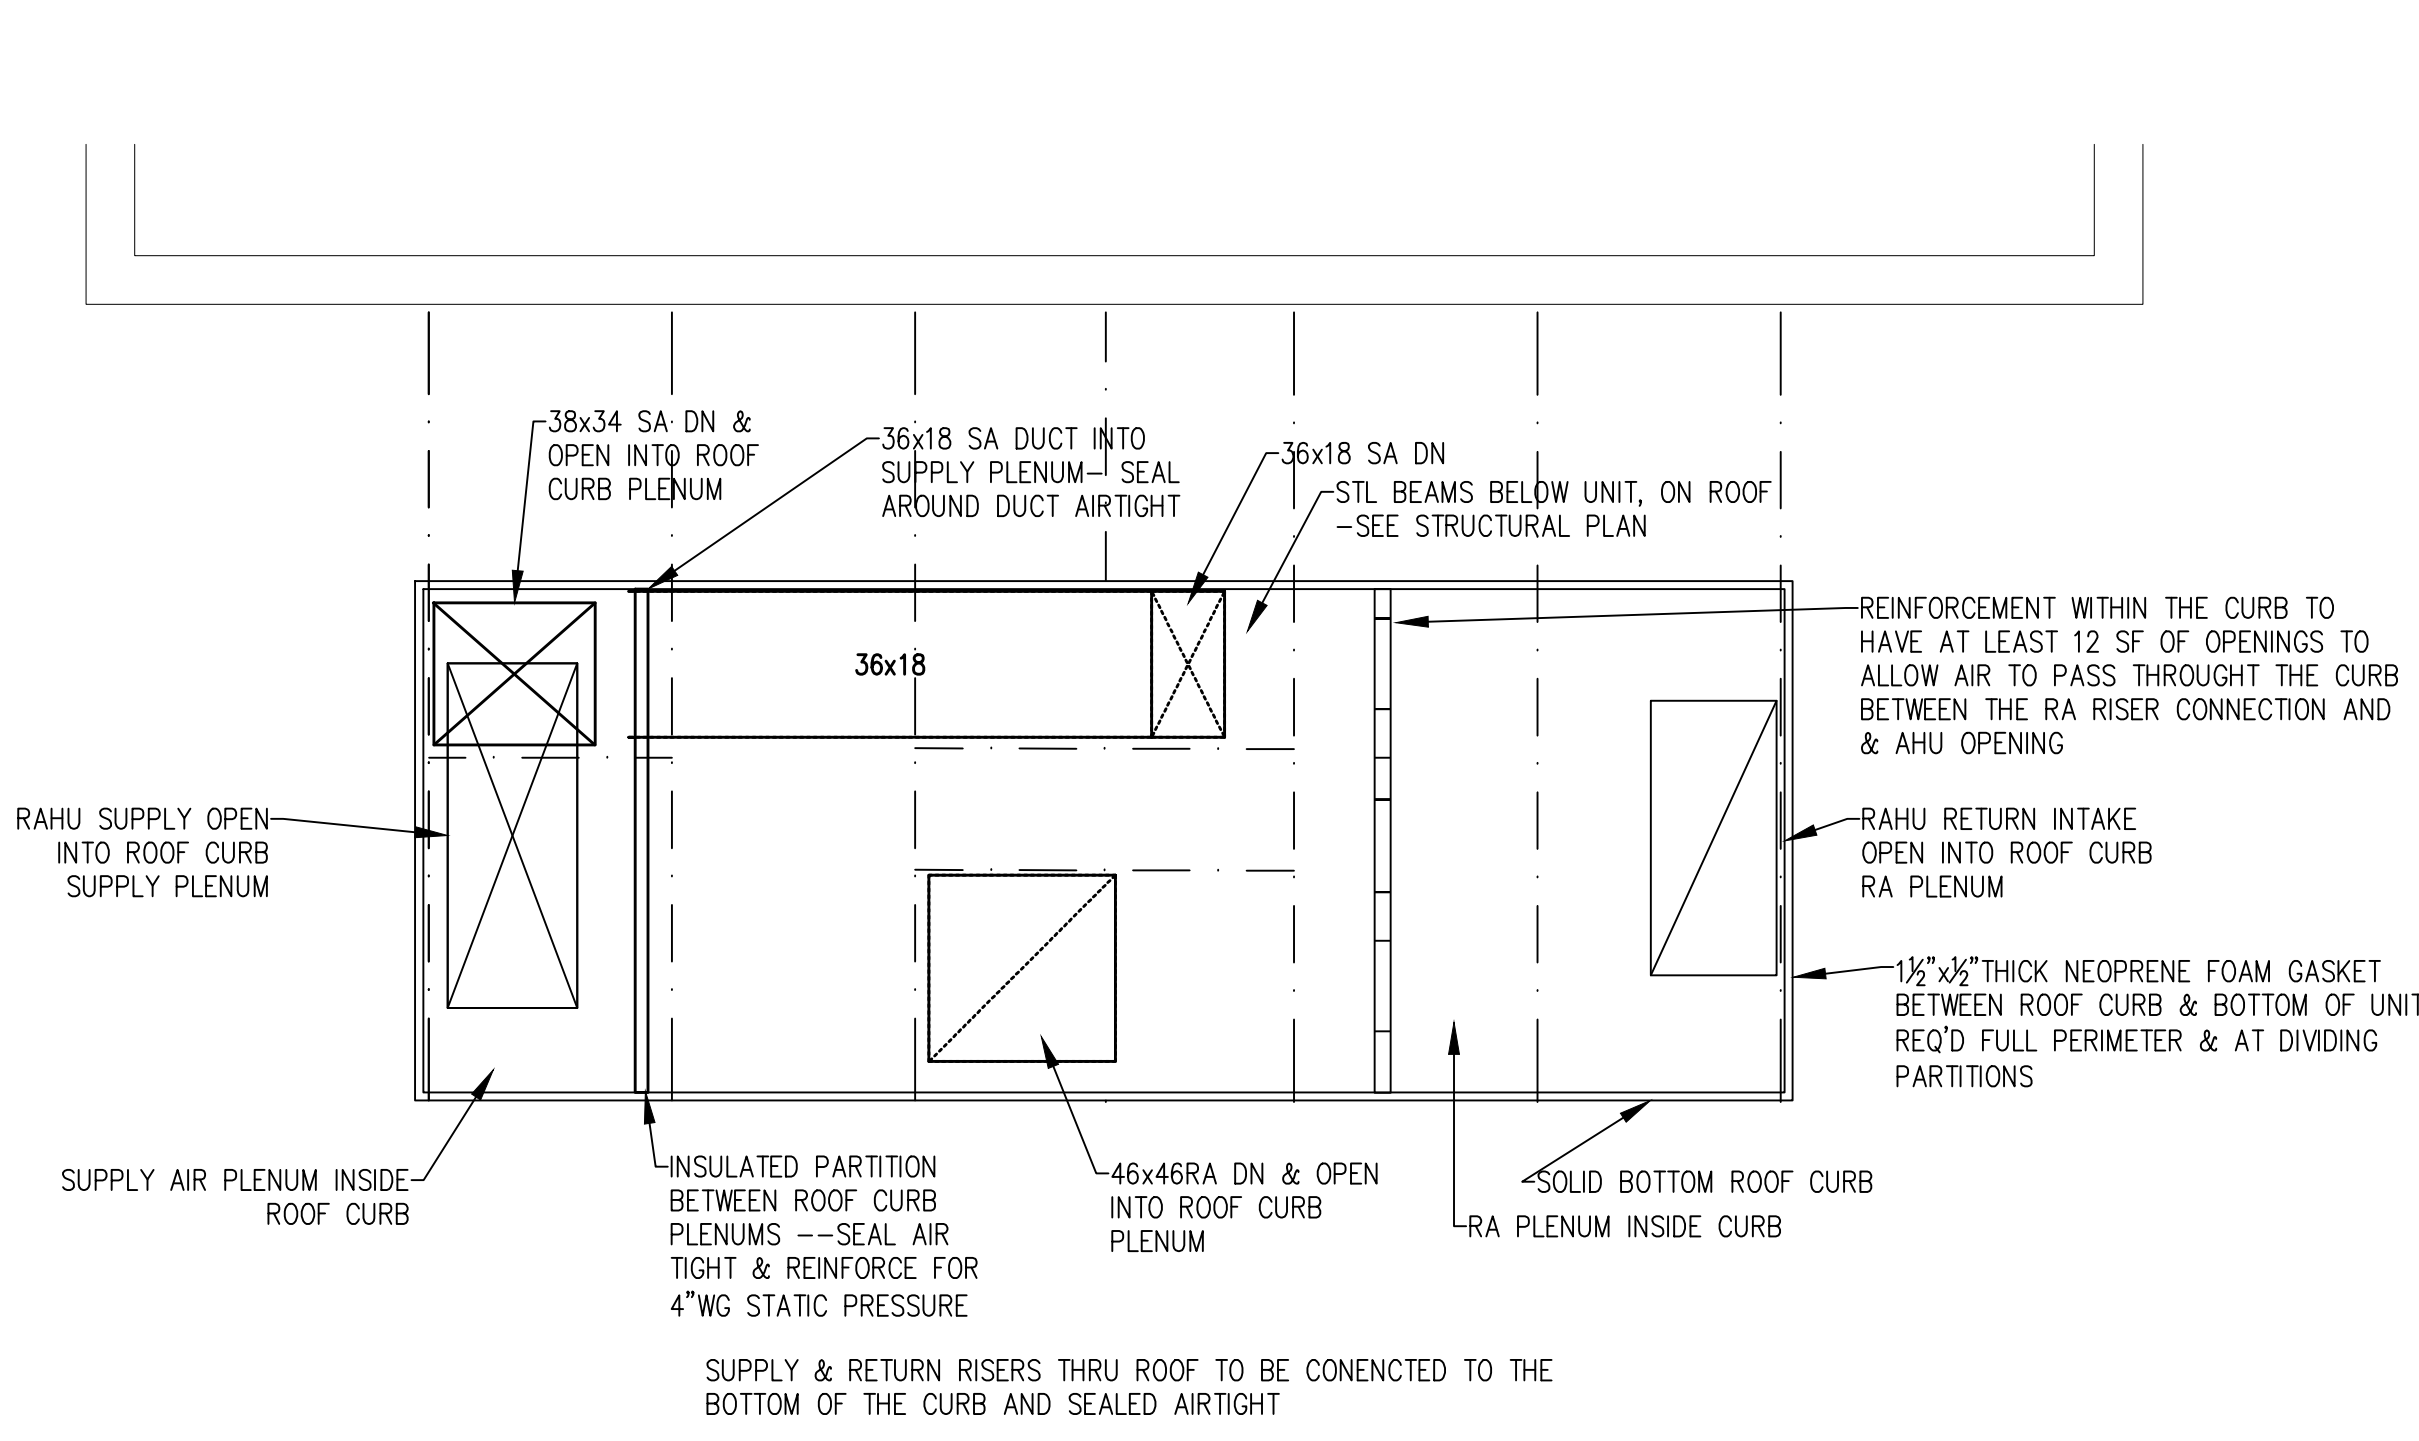 38x34 SA DN &
OPEN INTO ROOF
CURB PLENUM
36x18 SA DUCT INTO
SUPPLY PLENUM- SEAL
AROUND DUCT AIRTIGHT
36x18 SA DN
STL BEAMS BELOW UNIT, ON ROOF
-SEE STRUCTURAL PLAN
REINFORCEMENT WITHIN THE CURB TO
HAVE AT LEAST 12 SF OF OPENINGS TO
ALLOW AIR TO PASS THROUGHT THE CURB
BETWEEN THE RA RISER CONNECTION AND
& AHU OPENING
36x18
RAHU SUPPLY OPEN
INTO ROOF CURB
SUPPLY PLENUM
RAHU RETURN INTAKE
OPEN INTO ROOF CURB
RA PLENUM
1½"x½"THICK NEOPRENE FOAM GASKET
BETWEEN ROOF CURB & BOTTOM OF UNIT
REQ'D FULL PERIMETER & AT DIVIDING
PARTITIONS
SUPPLY AIR PLENUM INSIDE
ROOF CURB
INSULATED PARTITION
BETWEEN ROOF CURB
PLENUMS --SEAL AIR
TIGHT & REINFORCE FOR
4"WG STATIC PRESSURE
46x46RA DN & OPEN
INTO ROOF CURB
PLENUM
SOLID BOTTOM ROOF CURB
RA PLENUM INSIDE CURB
SUPPLY & RETURN RISERS THRU ROOF TO BE CONENCTED TO THE
BOTTOM OF THE CURB AND SEALED AIRTIGHT